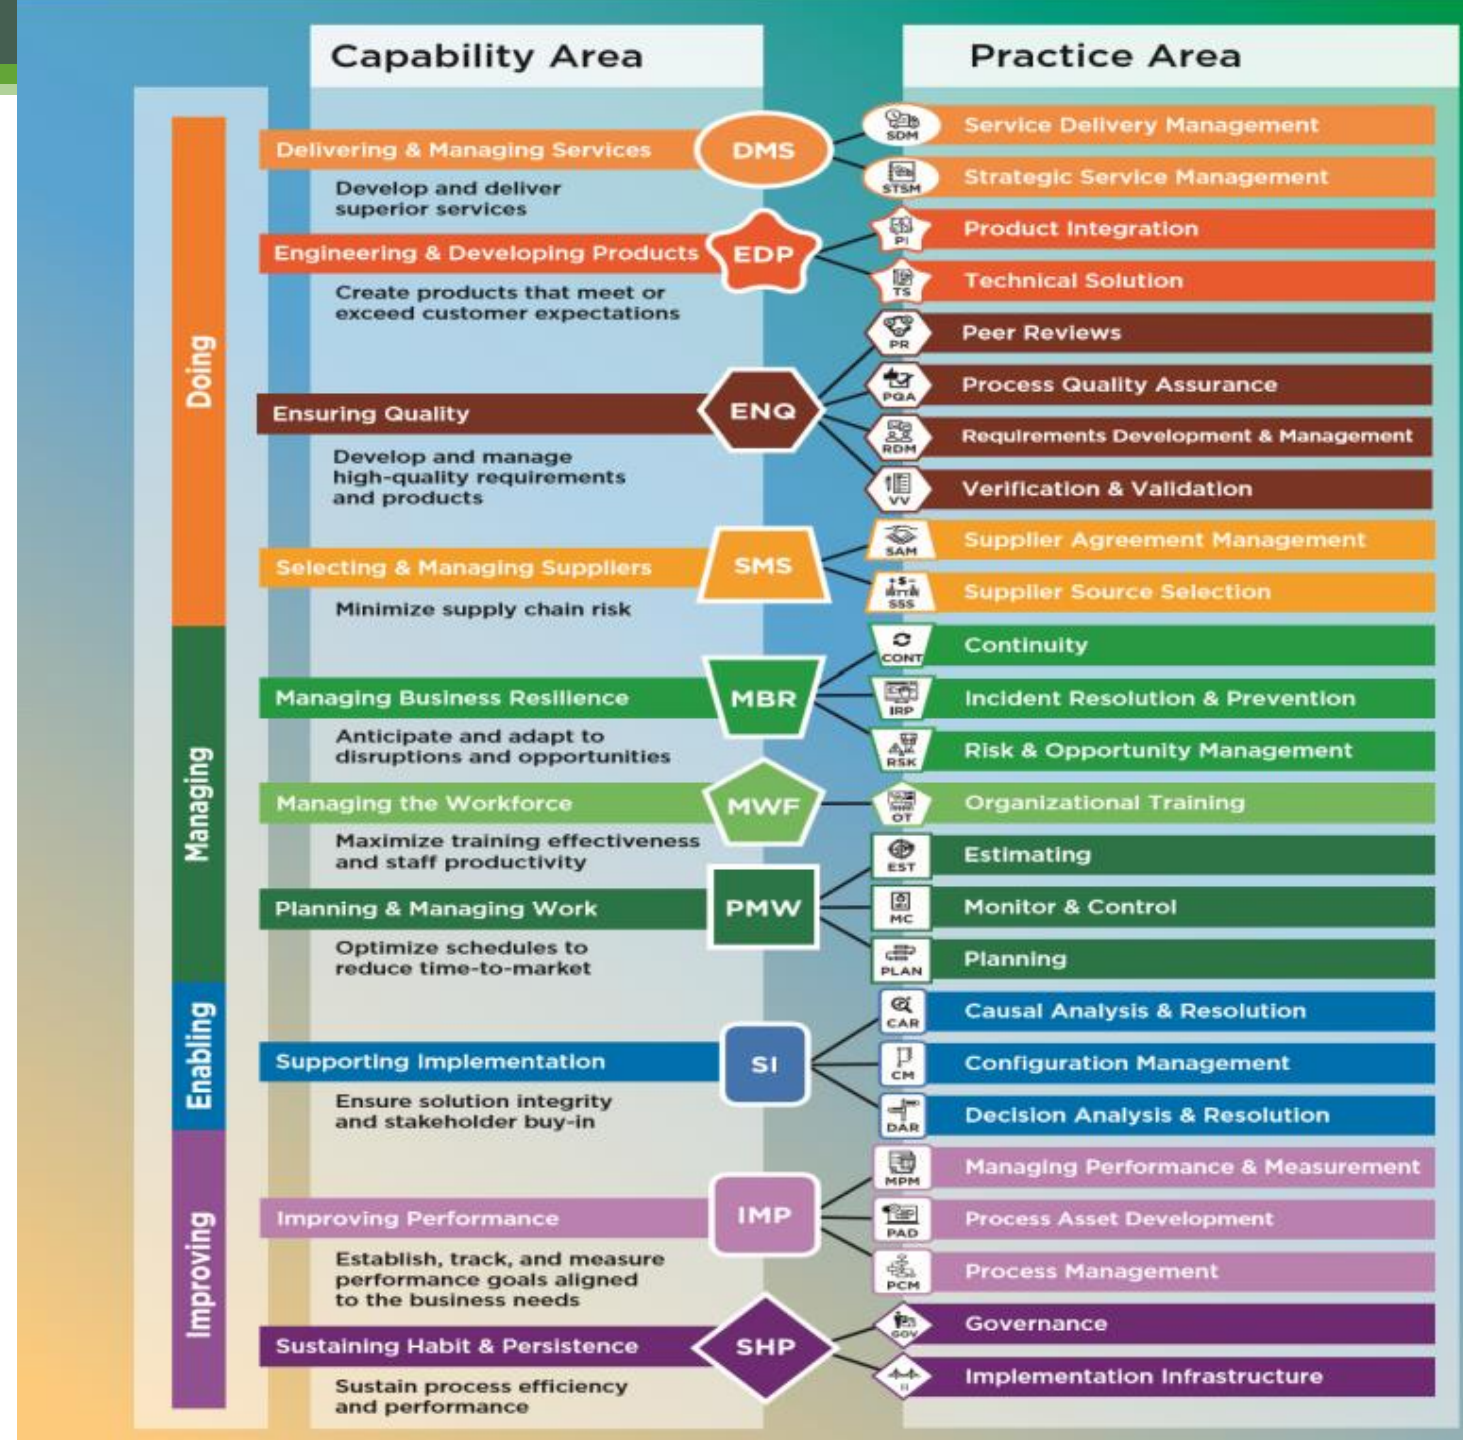 Capability Area
Practice Area
Doing
Delivering & Managing Services
DMS
Develop and deliver
superior services
SDM
Service Delivery Management
STSM
Strategic Service Management
Engineering & Developing Products
EDP
Create products that meet or
exceed customer expectations
PI
Product Integration
TS
Technical Solution
Ensuring Quality
ENQ
Develop and manage
high-quality requirements
and products
PR
Peer Reviews
PQA
Process Quality Assurance
RDM
Requirements Development & Management
VV
Verification & Validation
Selecting & Managing Suppliers
SMS
Minimize supply chain risk
SAM
Supplier Agreement Management
+$-
SSS
Supplier Source Selection
Managing
Managing Business Resilience
MBR
Anticipate and adapt to
disruptions and opportunities
CONT
Continuity
IRP
Incident Resolution & Prevention
RSK
Risk & Opportunity Management
Managing the Workforce
MWF
Maximize training effectiveness
and staff productivity
OT
Organizational Training
Planning & Managing Work
PMW
Optimize schedules to
reduce time-to-market
EST
Estimating
MC
Monitor & Control
PLAN
Planning
Enabling
Supporting Implementation
SI
Ensure solution integrity
and stakeholder buy-in
CAR
Causal Analysis & Resolution
CM
Configuration Management
DAR
Decision Analysis & Resolution
Improving
Improving Performance
IMP
Establish, track, and measure
performance goals aligned
to the business needs
MPM
Managing Performance & Measurement
PAD
Process Asset Development
PCM
Process Management
Sustaining Habit & Persistence
SHP
Sustain process efficiency
and performance
GOV
Governance
II
Implementation Infrastructure